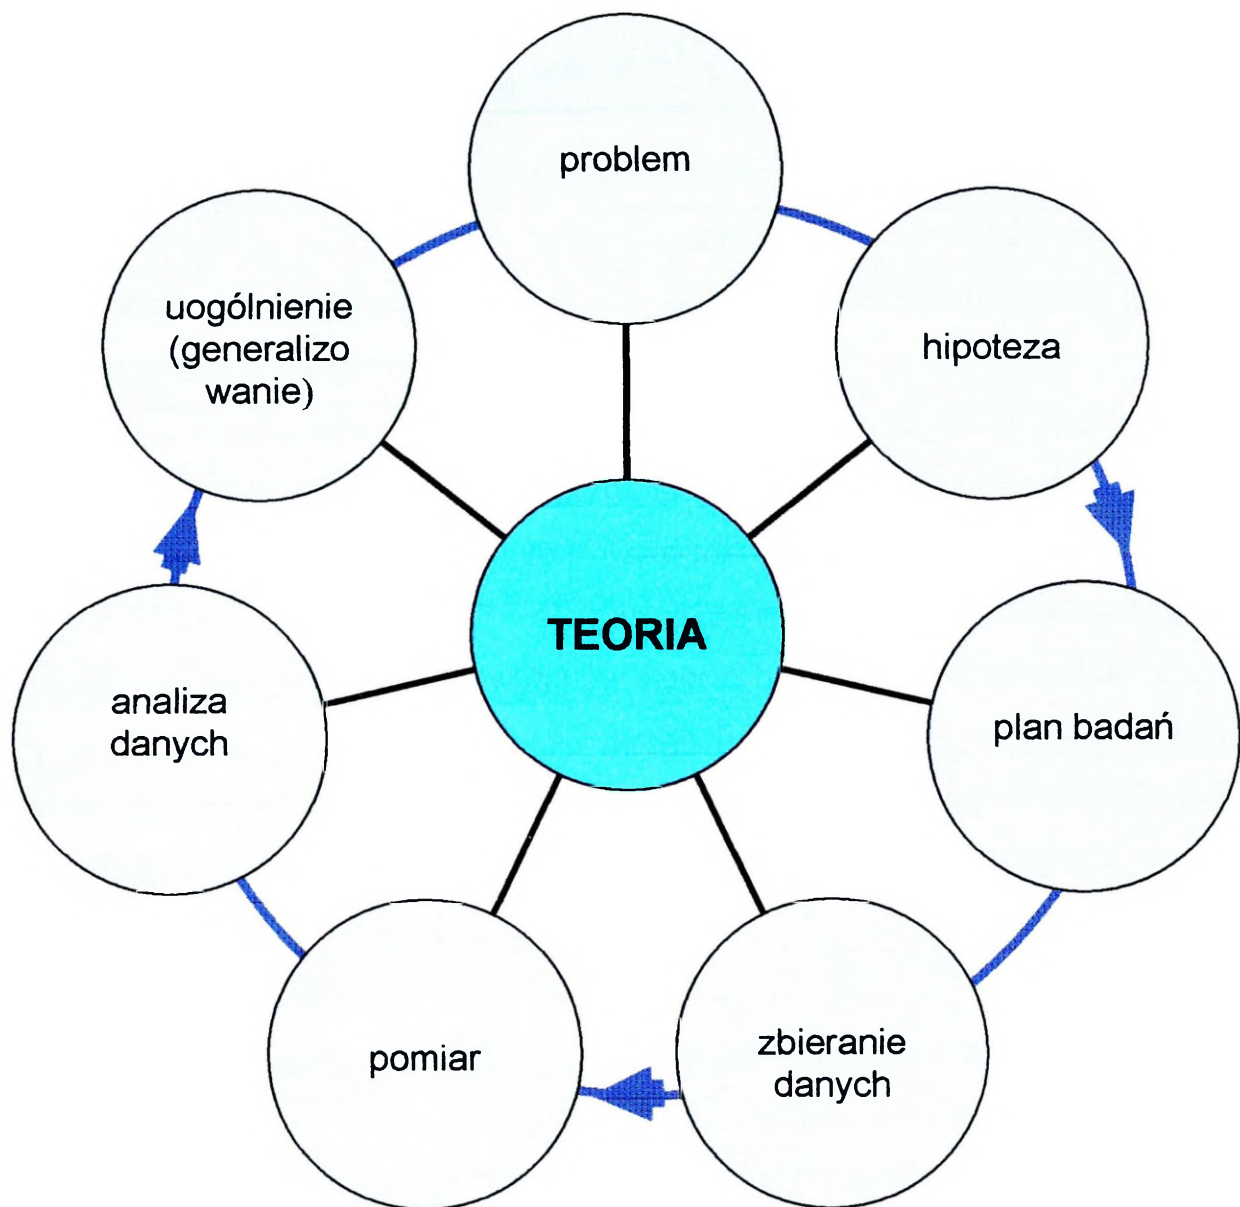 problem
hipoteza
plan badań
zbieranie
danych
pomiar
analiza
danych
uogólnienie
(generalizo
wanie)
TEORIA